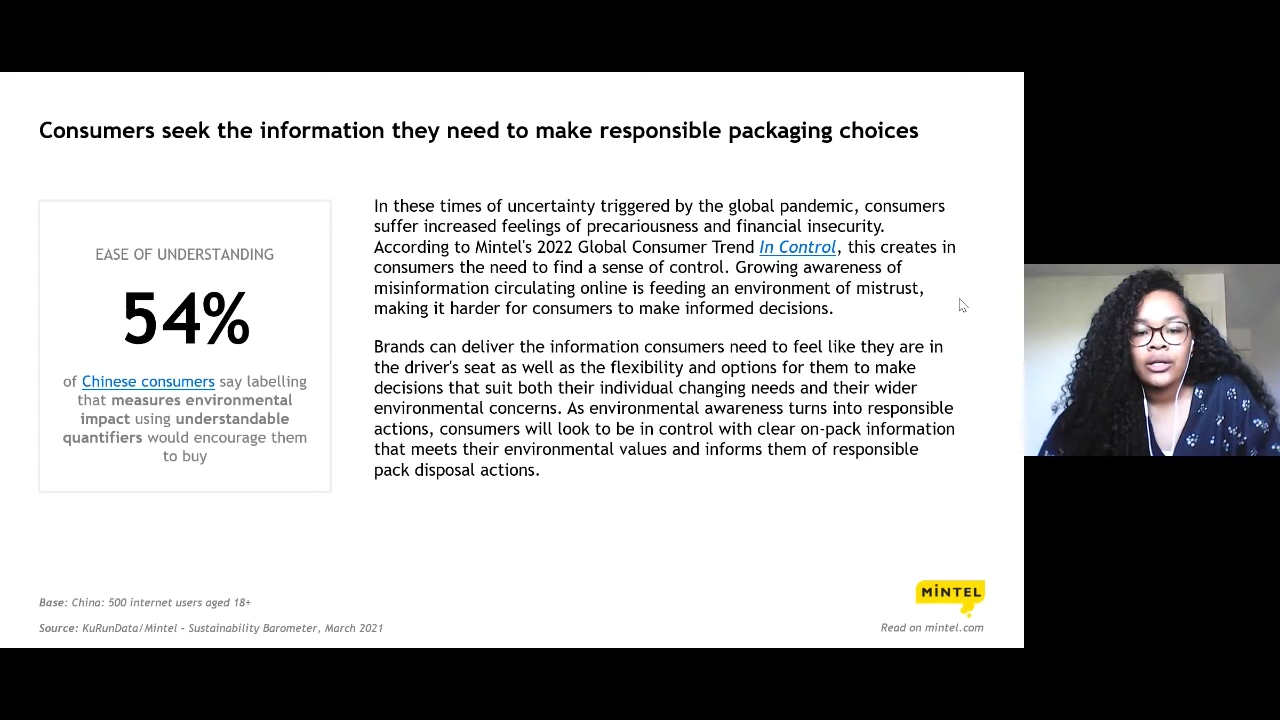 Consumers seek the information they need to make responsible packaging choices
EASE OF UNDERSTANDING
54%
of Chinese consumers say labelling
that measures environmental
impact using understandable
quantifiers would encourage them
to buy
In these times of uncertainty triggered by the global pandemic, consumers
suffer increased feelings of precariousness and financial insecurity.
According to Mintel's 2022 Global Consumer Trend In Control, this creates in
consumers the need to find a sense of control. Growing awareness of
misinformation circulating online is feeding an environment of mistrust,
making it harder for consumers to make informed decisions.
Brands can deliver the information consumers need to feel like they are in
the driver's seat as well as the flexibility and options for them to make
decisions that suit both their individual changing needs and their wider
environmental concerns. As environmental awareness turns into responsible
actions, consumers will look to be in control with clear on-pack information
that meets their environmental values and informs them of responsible
pack disposal actions.
Base: China: 500 internet users aged 18+
Source: KuRunData/Mintel - Sustainability Barometer, March 2021
MINTEL
Read on mintel.com